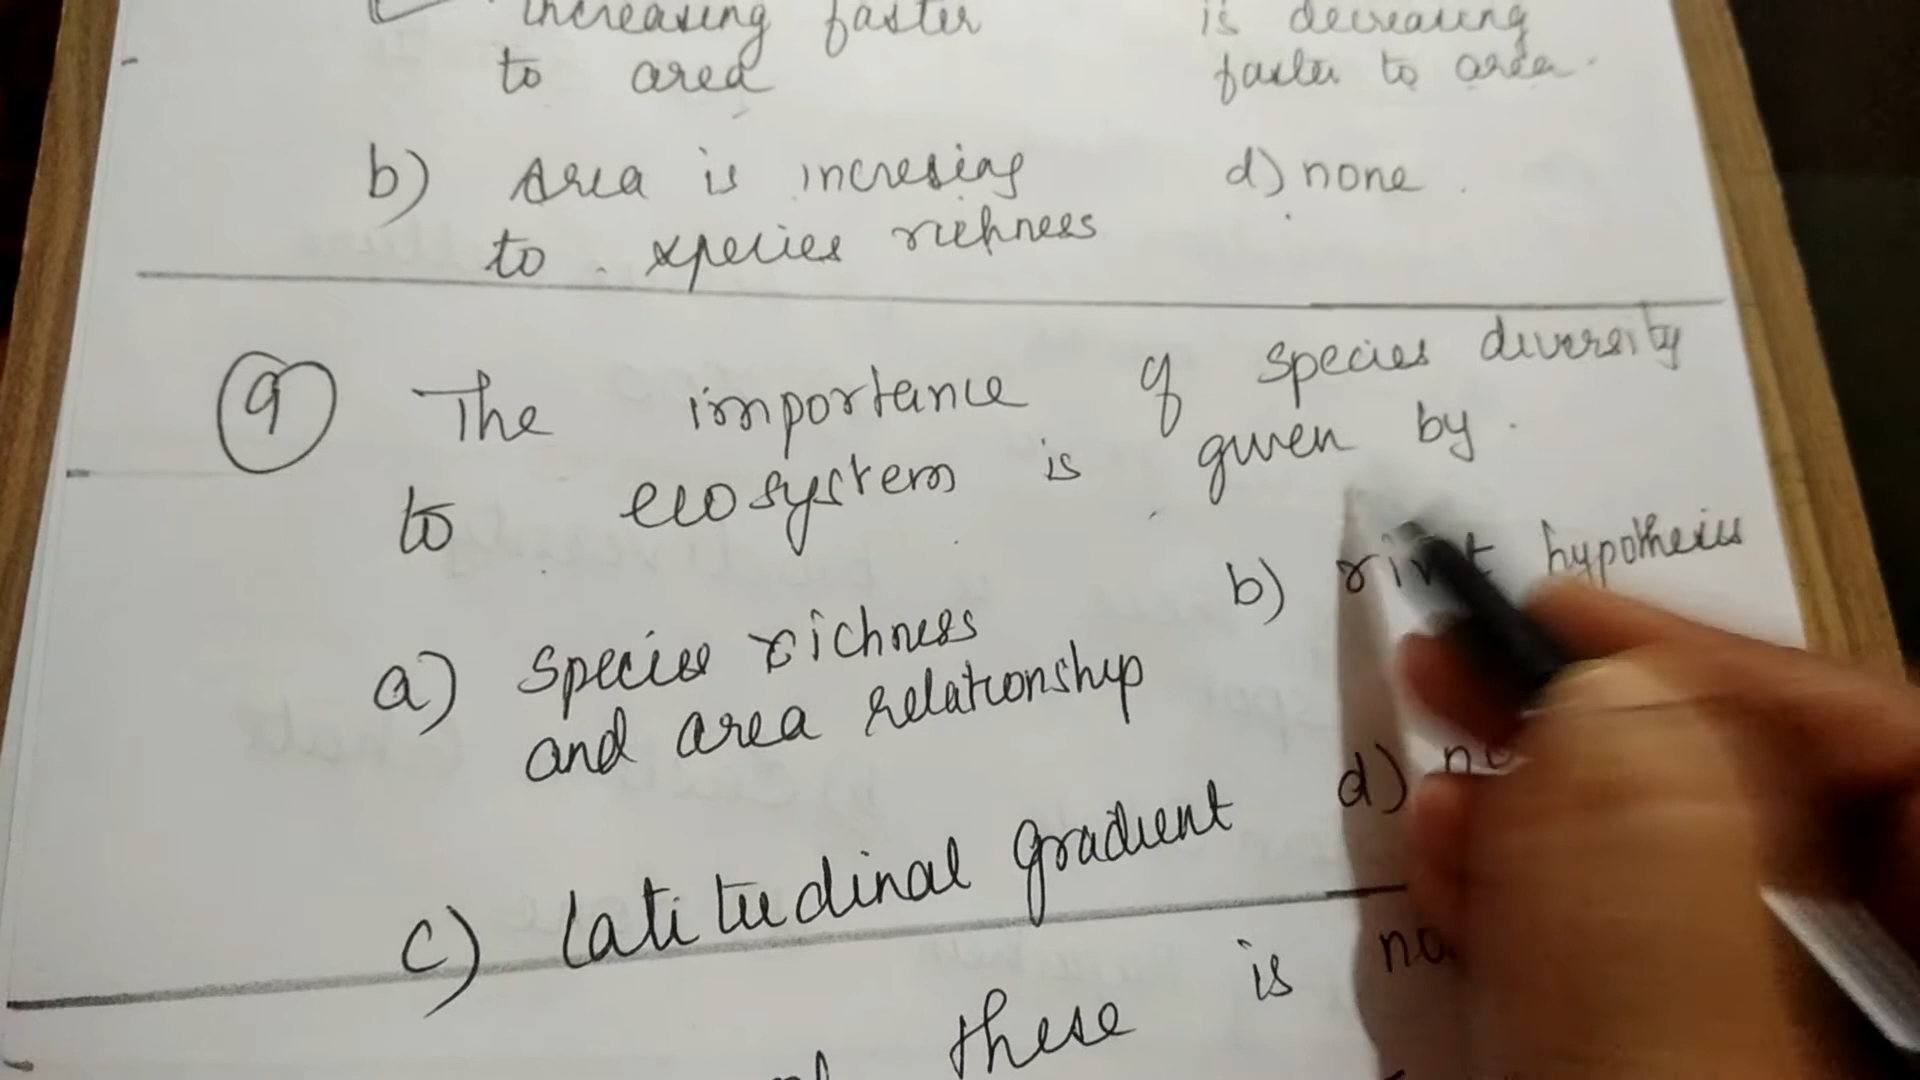 increasing faster
to area
is decreasing
faster to area.
b) Area is incresing
to species richness
d) none.
9 The importance of species diversity
to ecosystem is given by.
a) Species richness
and area relationship
b) hypothesis
c) latitudinal gradient
d)
these is